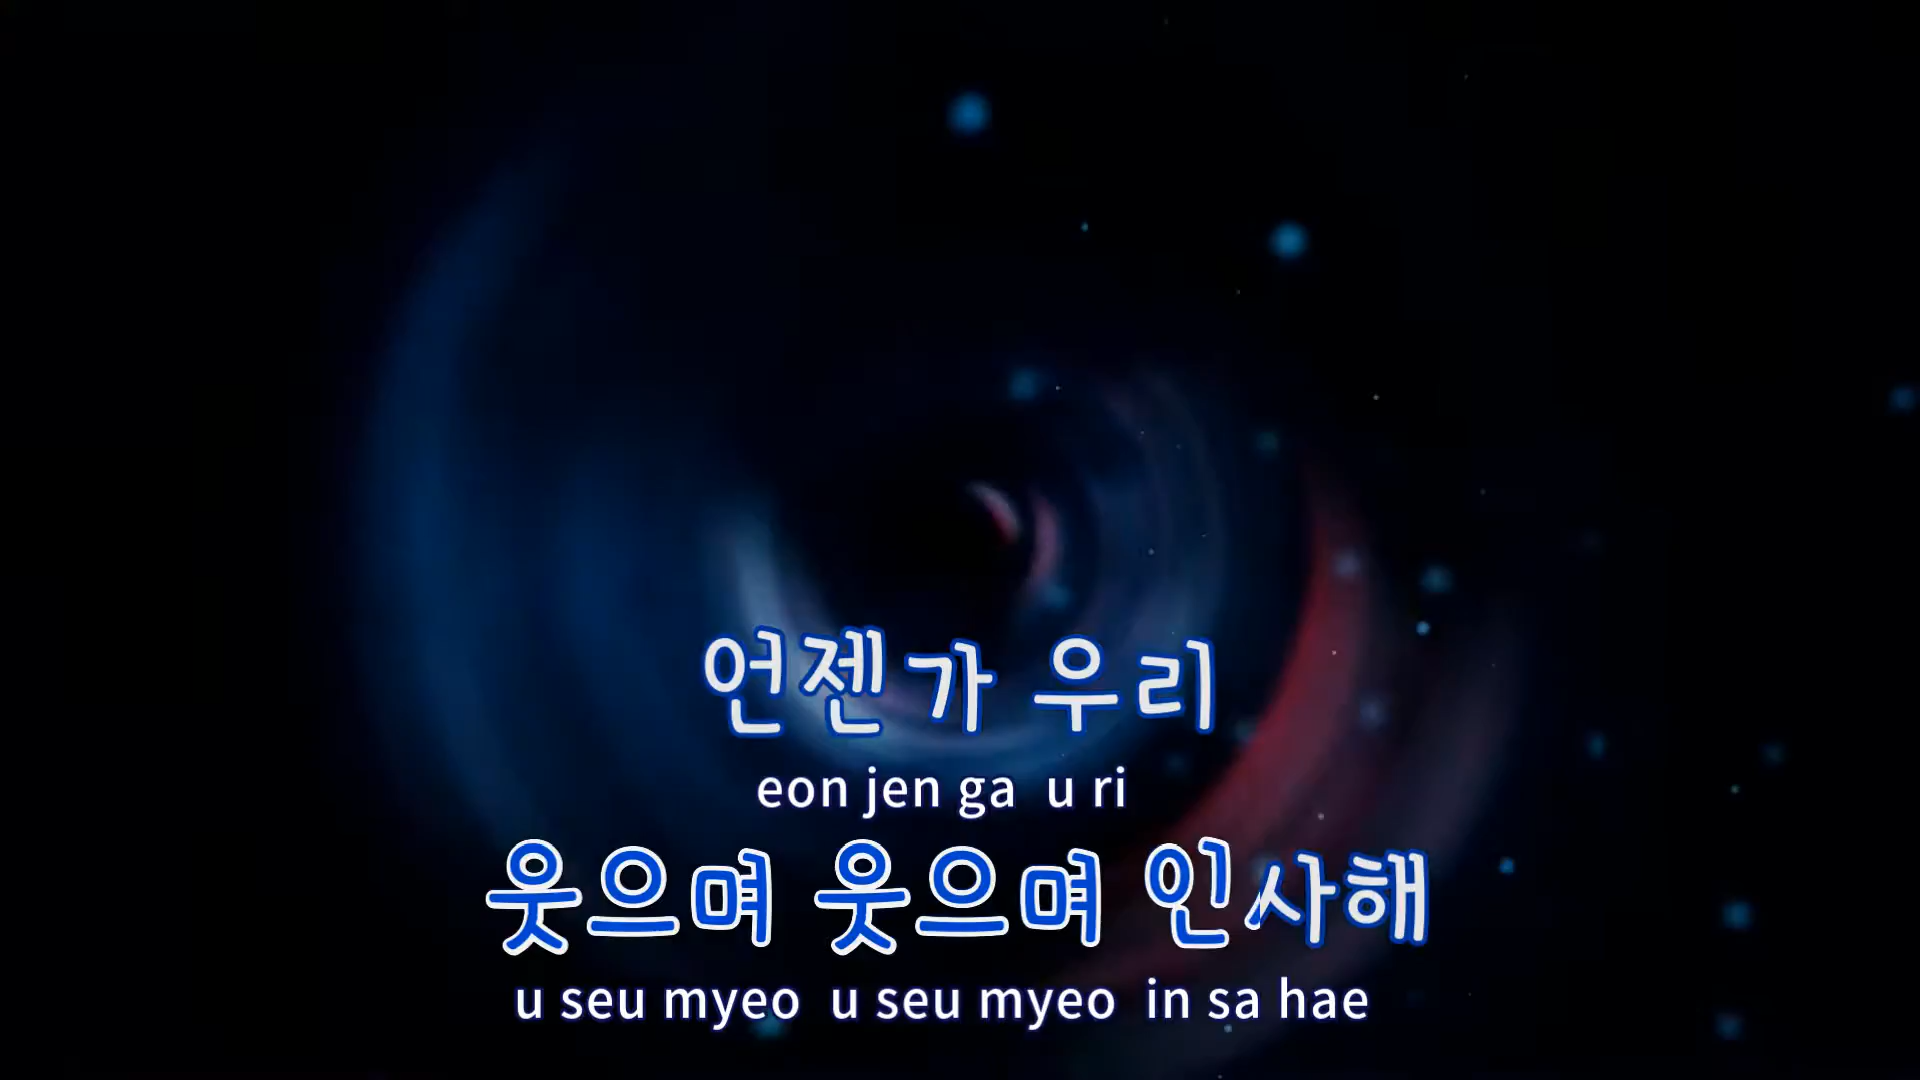 언젠가 우리
eon jen ga u ri
웃으며 웃으며 인사해
u seu myeo u seu myeo in sa hae